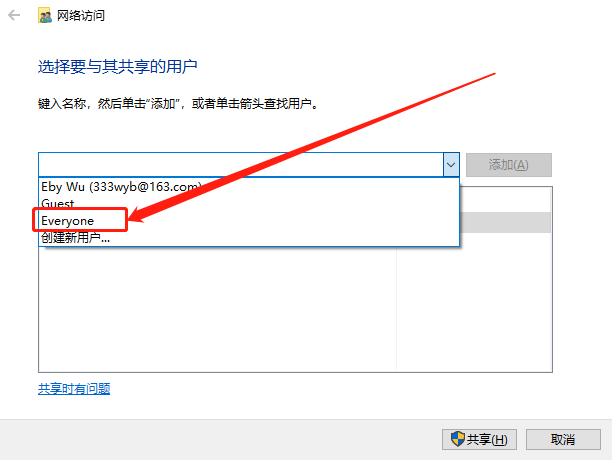 网络访问
选择要与其共享的用户
键入名称，然后单击"添加"，或者单击箭头查找用户。
添加(A)
Eby Wu (333wyb@163.com)
Guest
Everyone
创建新用户...
共享时有问题
共享(H)
取消